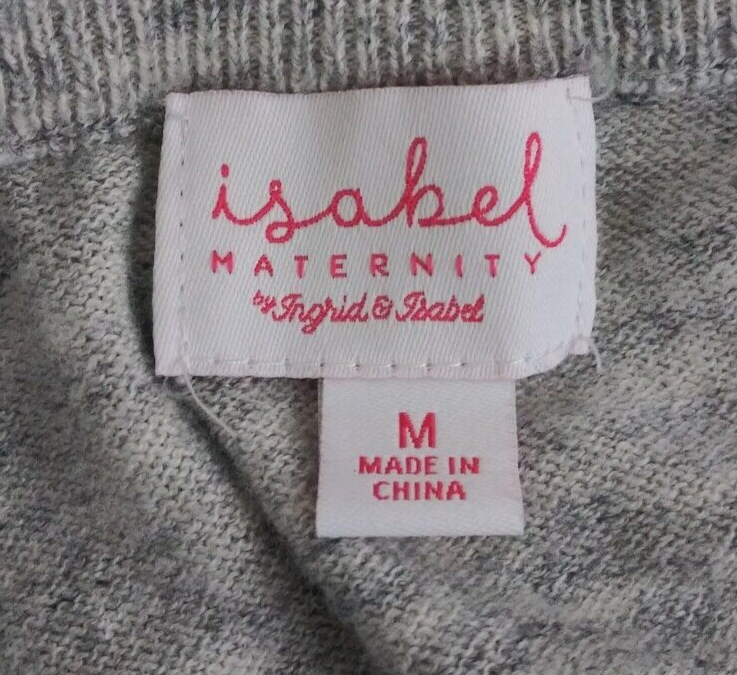 isabel
MATERNITY
by Ingrid & Isabel
M
MADE IN
CHINA